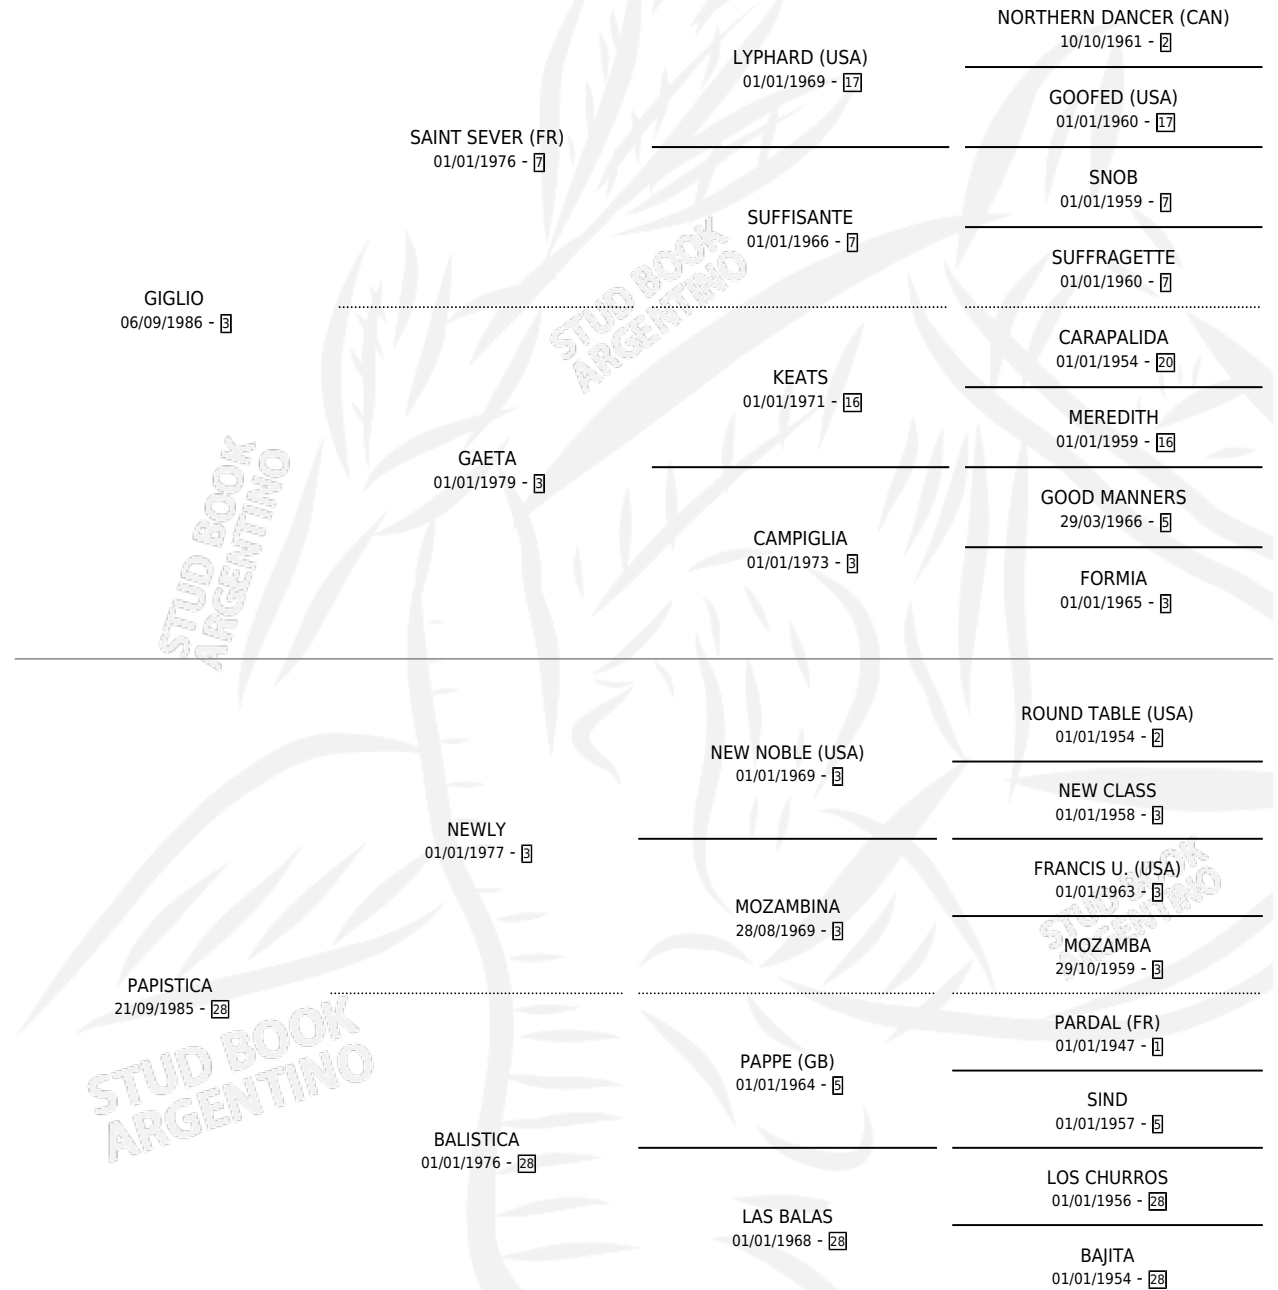 NORTHERN DANCER (CAN)
10/10/1961 - 2
LYPHARD (USA)
01/01/1969 - 17
GOOFED (USA)
01/01/1960 - 17
SAINT SEVER (FR)
01/01/1976 - 7
SNOB
01/01/1959 - 7
SUFFISANTE
01/01/1966 - 7
SUFFRAGETTE
01/01/1960 - 7
GIGLIO
06/09/1986 - 3
STUD BOOK
ARGENTINO
CARAPALIDA
01/01/1954 - 20
KEATS
01/01/1971 - 16
MEREDITH
01/01/1959 - 16
GAETA
01/01/1979 - 3
GOOD MANNERS
29/03/1966 - 5
CAMPIGLIA
01/01/1973 - 3
FORMIA
01/01/1965 - 3
STUD BOOK
ARGENTINO
ROUND TABLE (USA)
01/01/1954 - 2
NEW NOBLE (USA)
01/01/1969 - 3
NEW CLASS
01/01/1958 - 3
NEWLY
01/01/1977 - 3
FRANCIS U. (USA)
01/01/1963 - 3
MOZAMBINA
28/08/1969 - 3
STUD BOOK
ARGENTINO
MOZAMBA
29/10/1959 - 3
PAPISTICA
21/09/1985 - 28
STUD BOOK
ARGENTINO
PARDAL (FR)
01/01/1947 - 1
PAPPE (GB)
01/01/1964 - 5
SIND
01/01/1957 - 5
BALISTICA
01/01/1976 - 28
LOS CHURROS
01/01/1956 - 28
LAS BALAS
01/01/1968 - 28
BAJITA
01/01/1954 - 28